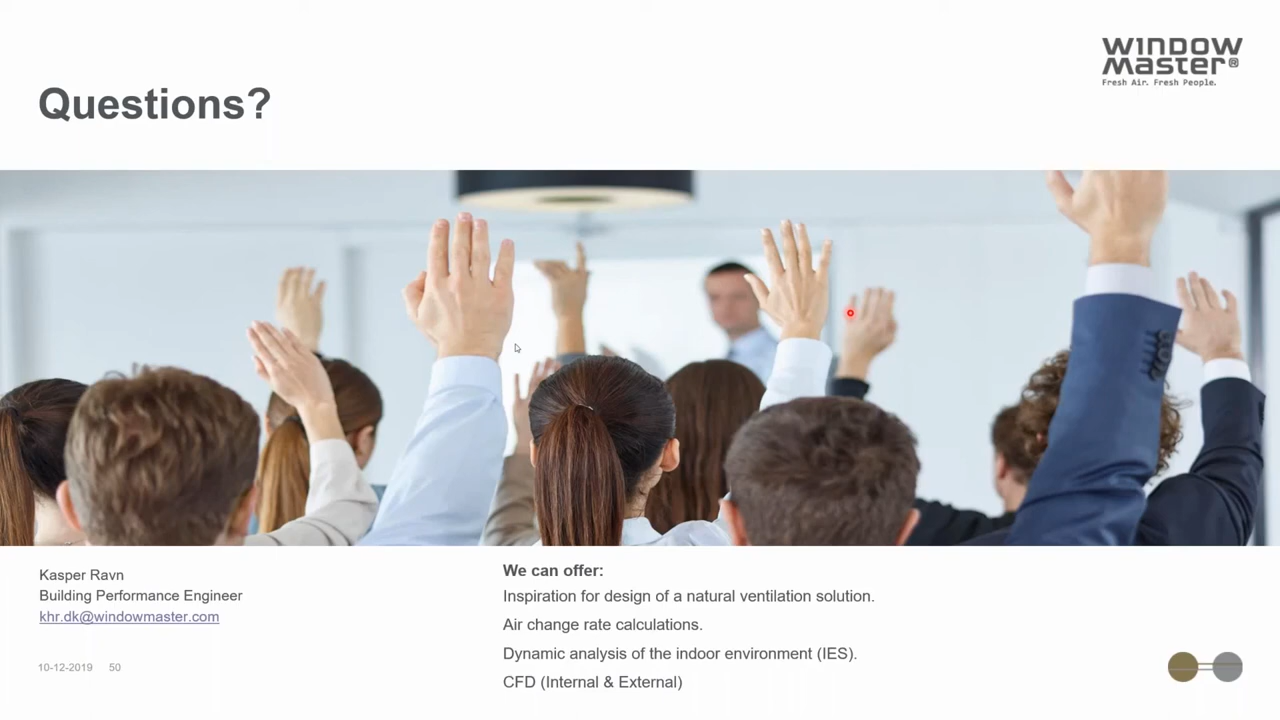 WINDOW
Master®
Fresh Air. Fresh People.
Questions?
Kasper Ravn
Building Performance Engineer
khr.dk@windowmaster.com
We can offer:
Inspiration for design of a natural ventilation solution.
Air change rate calculations.
Dynamic analysis of the indoor environment (IES).
CFD (Internal & External)
10-12-2019 50